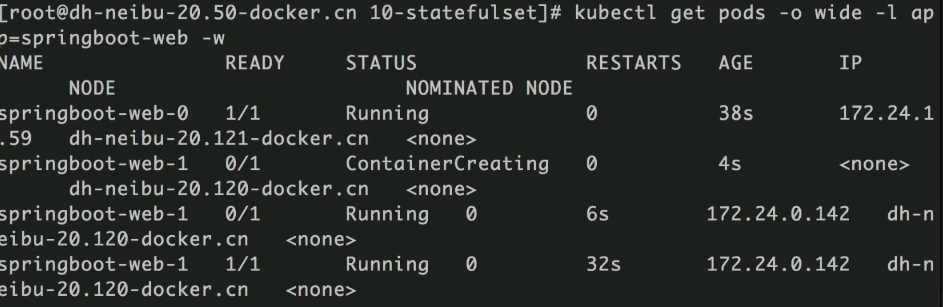 [root@dh-neibu-20.50-docker.cn 10-statefulset]# kubectl get pods -o wide -l ap
p=springboot-web -w
NAME               READY     STATUS              RESTARTS   AGE       IP
      NODE                       NOMINATED NODE
springboot-web-0   1/1       Running             0          38s       172.24.1
.59   dh-neibu-20.121-docker.cn   <none>
springboot-web-1   0/1       ContainerCreating   0          4s        <none>
      dh-neibu-20.120-docker.cn   <none>
springboot-web-1   0/1       Running   0         6s        172.24.0.142   dh-n
eibu-20.120-docker.cn   <none>
springboot-web-1   1/1       Running   0         32s       172.24.0.142   dh-n
eibu-20.120-docker.cn   <none>